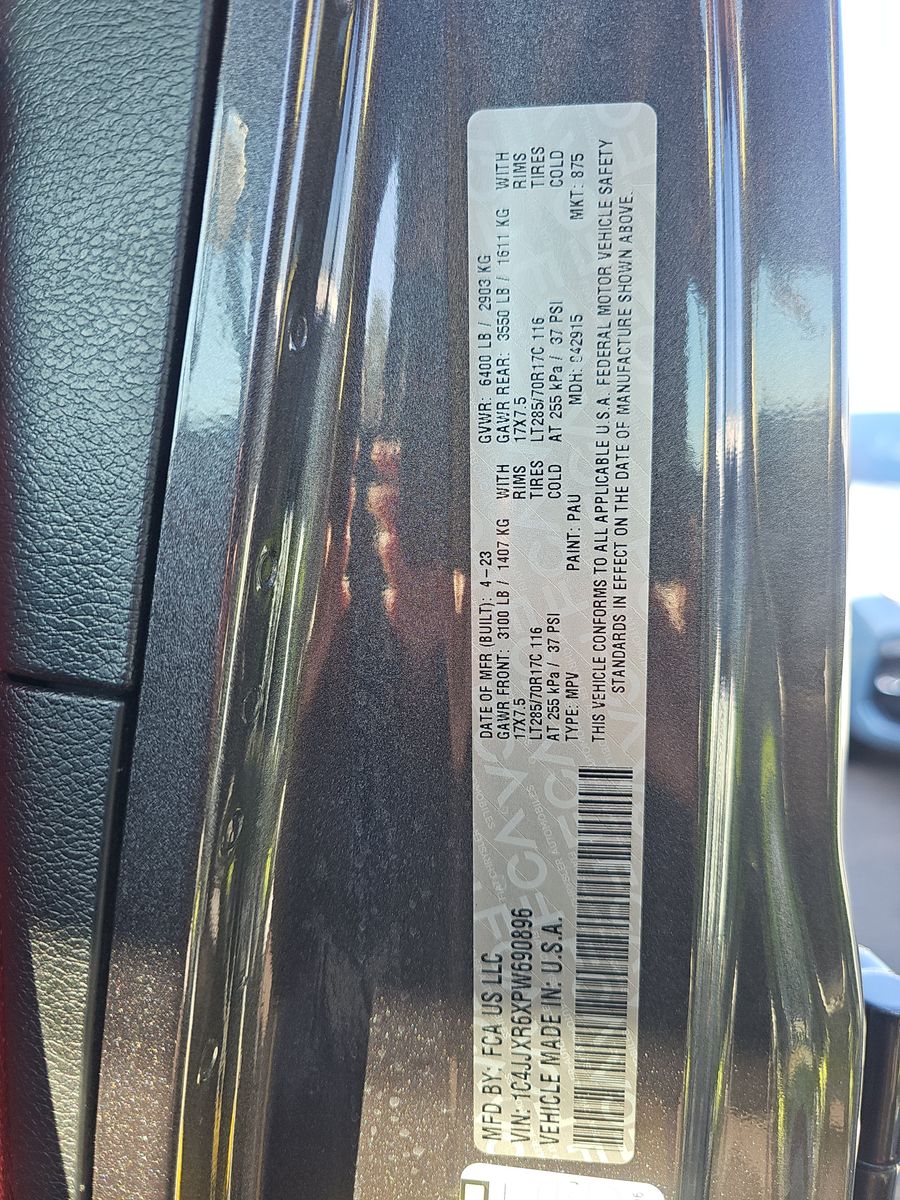 MFD BY: FCA US LLC
VIN: 1C4JJXR6XPW690896
VEHICLE MADE IN: U.S.A.
DATE OF MFR (BUILT): 4-23 GVWR: 6400 LB / 2903 KG
GAWR FRONT: 3100 LB / 1407 KG WITH GAWR REAR: 3550 LB / 1611 KG WITH
17X7.5 RIMS 17X7.5 RIMS
LT285/70R17C 116 TIRES LT285/70R17C 116 TIRES
AT 255 kPa / 37 PSI COLD AT 255 kPa / 37 PSI COLD
TYPE: MPV PAINT: PAU MDH: 042915 MKT: 875
THIS VEHICLE CONFORMS TO ALL APPLICABLE U.S.A. FEDERAL MOTOR VEHICLE SAFETY
STANDARDS IN EFFECT ON THE DATE OF MANUFACTURE SHOWN ABOVE.